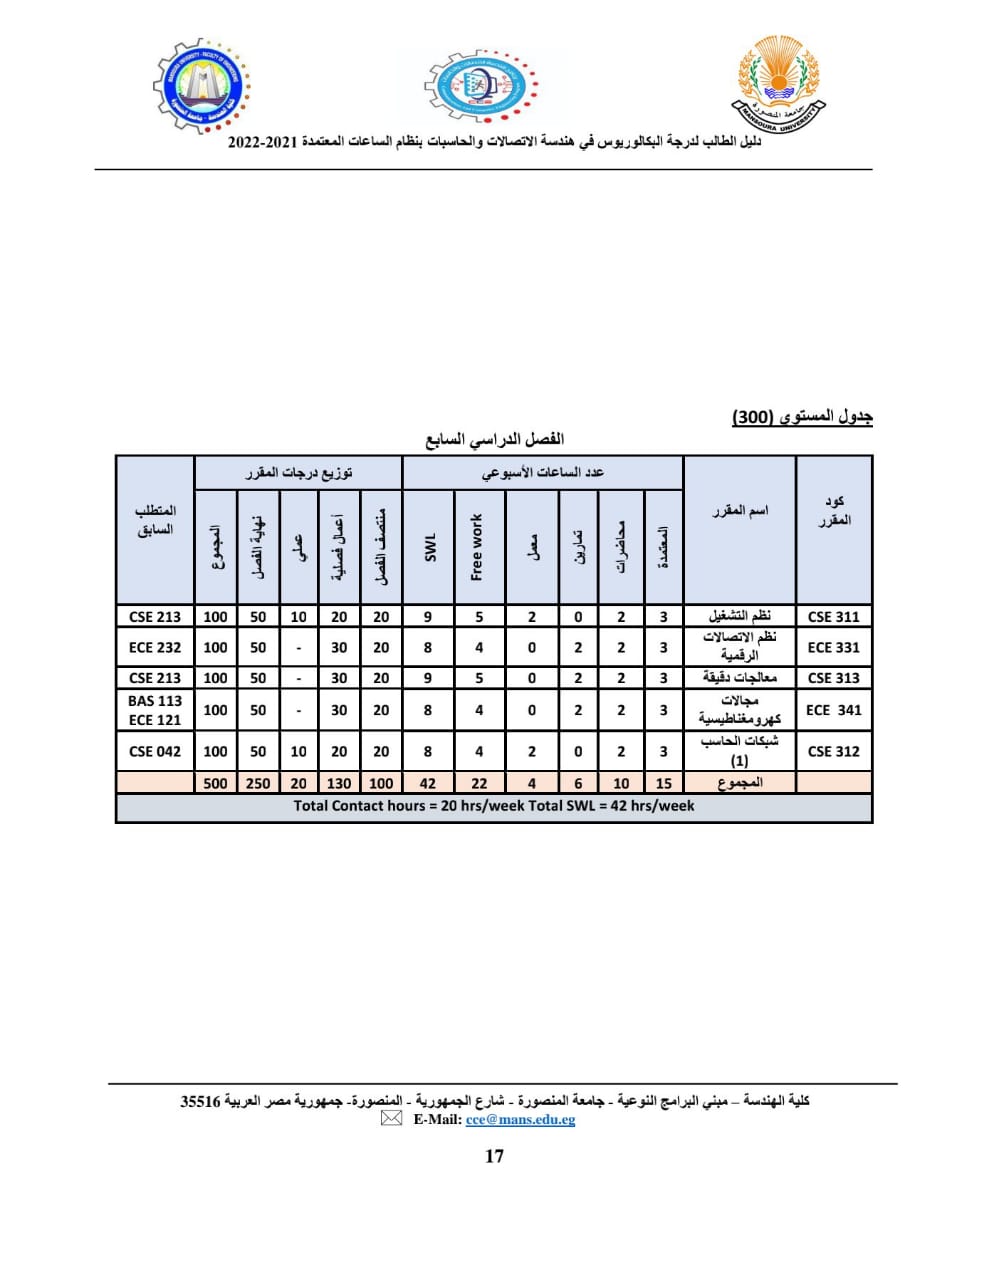 MANSOURA UNIVERSITY - FACULTY OF ENGINEERING
كلية الهندسة - جامعة المنصورة
جامعة المنصورة
MANSOURA UNIVERSITY
دليل الطالب لدرجة البكالوريوس في هندسة الاتصالات والحاسبات بنظام الساعات المعتمدة 2021-2022
جدول المستوى (300)
الفصل الدراسي السابع
كود المقرر | اسم المقرر | عدد الساعات الأسبوعي | توزيع درجات المقرر | المتطلب السابق
المعتمدة | محاضرات | تمارين | معمل | Free work | SWL | منتصف الفصل | أعمال فصلية | عملي | نهاية الفصل | المجموع
CSE 311 | نظم التشغيل | 3 | 2 | 0 | 2 | 5 | 9 | 20 | 20 | 10 | 50 | 100 | CSE 213
ECE 331 | نظم الاتصالات الرقمية | 3 | 2 | 2 | 0 | 4 | 8 | 20 | 30 | - | 50 | 100 | ECE 232
CSE 313 | معالجات دقيقة | 3 | 2 | 2 | 0 | 5 | 9 | 20 | 30 | - | 50 | 100 | CSE 213
ECE 341 | مجالات كهرومغناطيسية | 3 | 2 | 2 | 0 | 4 | 8 | 20 | 30 | - | 50 | 100 | BAS 113 ECE 121
CSE 312 | شبكات الحاسب (1) | 3 | 2 | 0 | 2 | 4 | 8 | 20 | 20 | 10 | 50 | 100 | CSE 042
المجموع | 15 | 10 | 6 | 4 | 22 | 42 | 100 | 130 | 20 | 250 | 500
Total Contact hours = 20 hrs/week Total SWL = 42 hrs/week
كلية الهندسة – مبني البرامج النوعية - جامعة المنصورة - شارع الجمهورية - المنصورة- جمهورية مصر العربية 35516
E-Mail: cce@mans.edu.eg
17